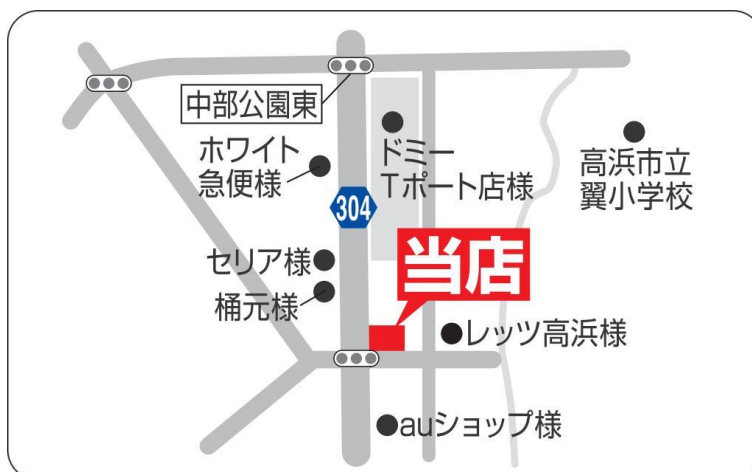 中部公園東
ホワイト
急便様
ドミー
Tポート店様
高浜市立
翼小学校
304
セリア様
桶元様
当店
レッツ高浜様
auショップ様